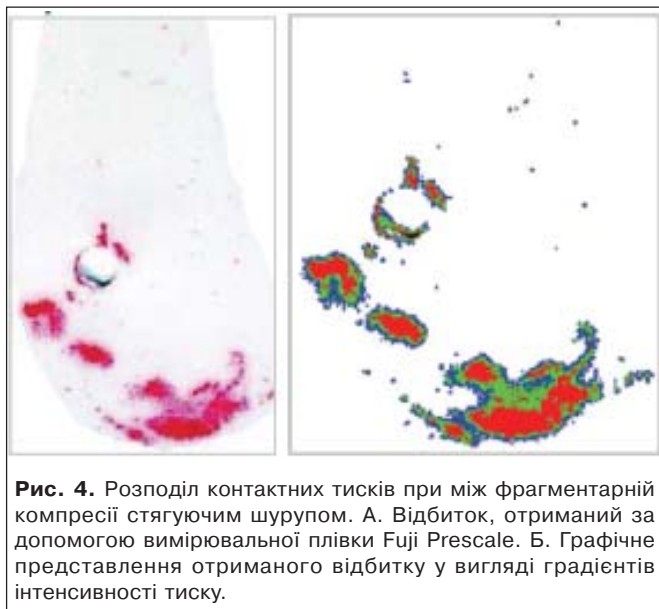 Рис. 4. Розподіл контактних тисків при між фрагментарній
компресії стягуючим шурупом. А. Відбиток, отриманий за
допомогою вимірювальної плівки Fuji Prescale. Б. Графічне
представлення отриманого відбитку у вигляді градієнтів
інтенсивності тиску.